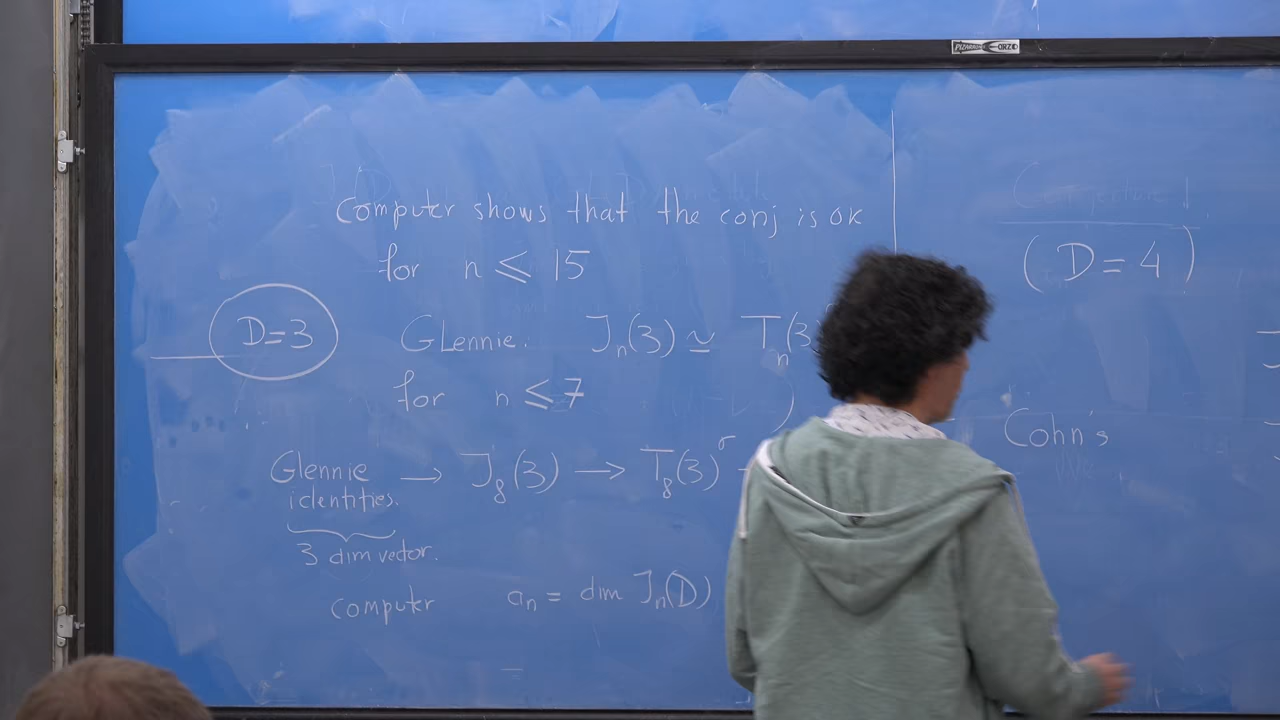 Computer shows that the conj is ok
for n ⩽ 15
D=3
Glennie: J_n(3) ≃ T_n(3
for n ⩽ 7
Glennie identities. → J_8(3) → T_8(3)^σ
3 dim vector.
computer a_n = dim J_n(D)
(D=4)
Cohn's